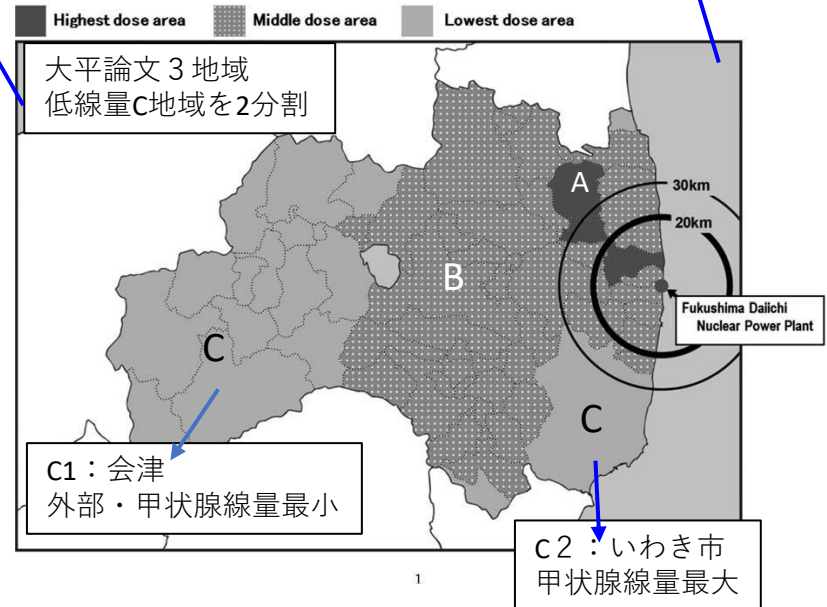 Highest dose area Middle dose area Lowest dose area
大平論文３地域
低線量C地域を2分割
A
30km
20km
B
Fukushima Daiichi
Nuclear Power Plant
C
C
C1：会津
外部・甲状腺線量最小
C２：いわき市
甲状腺線量最大
1